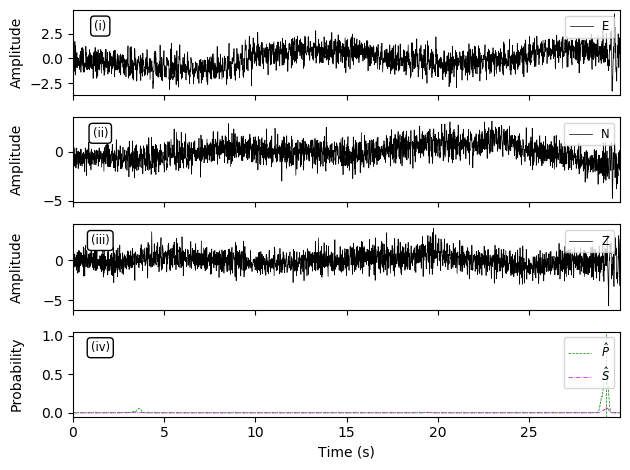 (i)
E
2.5
0.0
−2.5
Amplitude
(ii)
N
0
−5
Amplitude
(iii)
Z
0
−5
Amplitude
(iv)
P̂
Ŝ
1.0
0.5
0.0
Probability
0 5 10 15 20 25
Time (s)